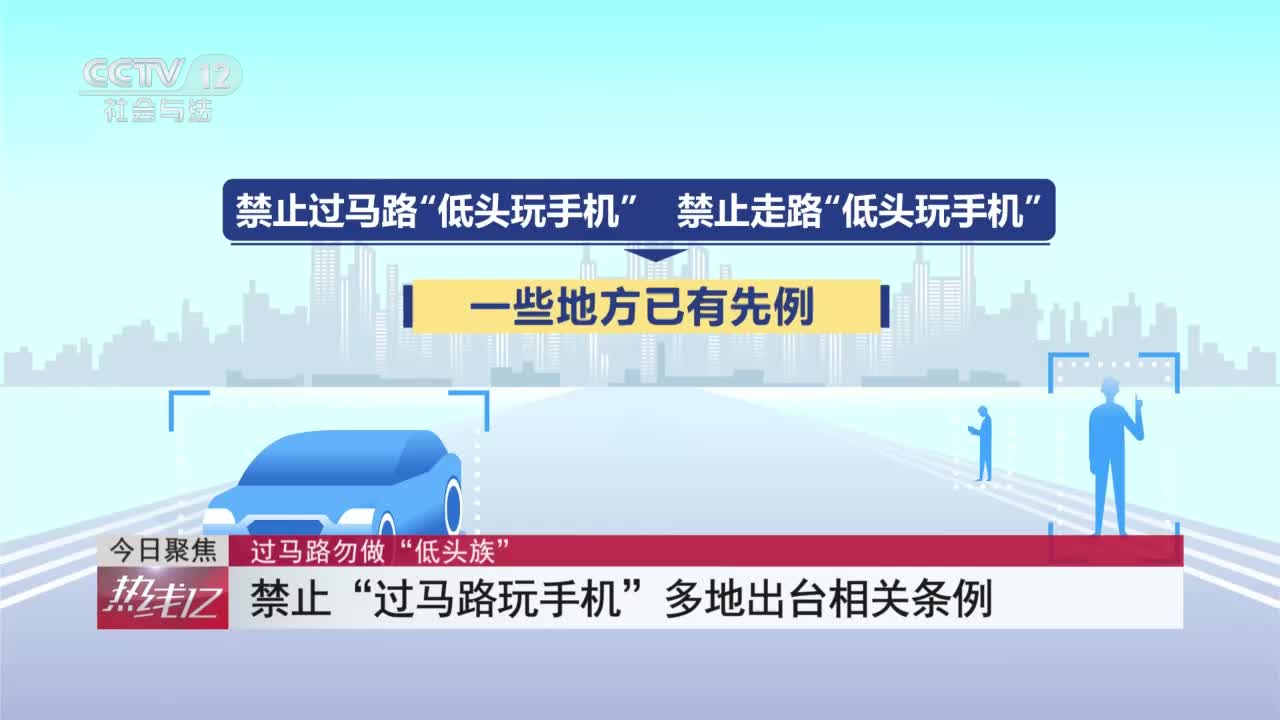 CCTV 12
社会与法
禁止过马路“低头玩手机” 禁止走路“低头玩手机”
一些地方已有先例
今日聚焦
过马路勿做“低头族”
热线12
禁止“过马路玩手机”多地出台相关条例